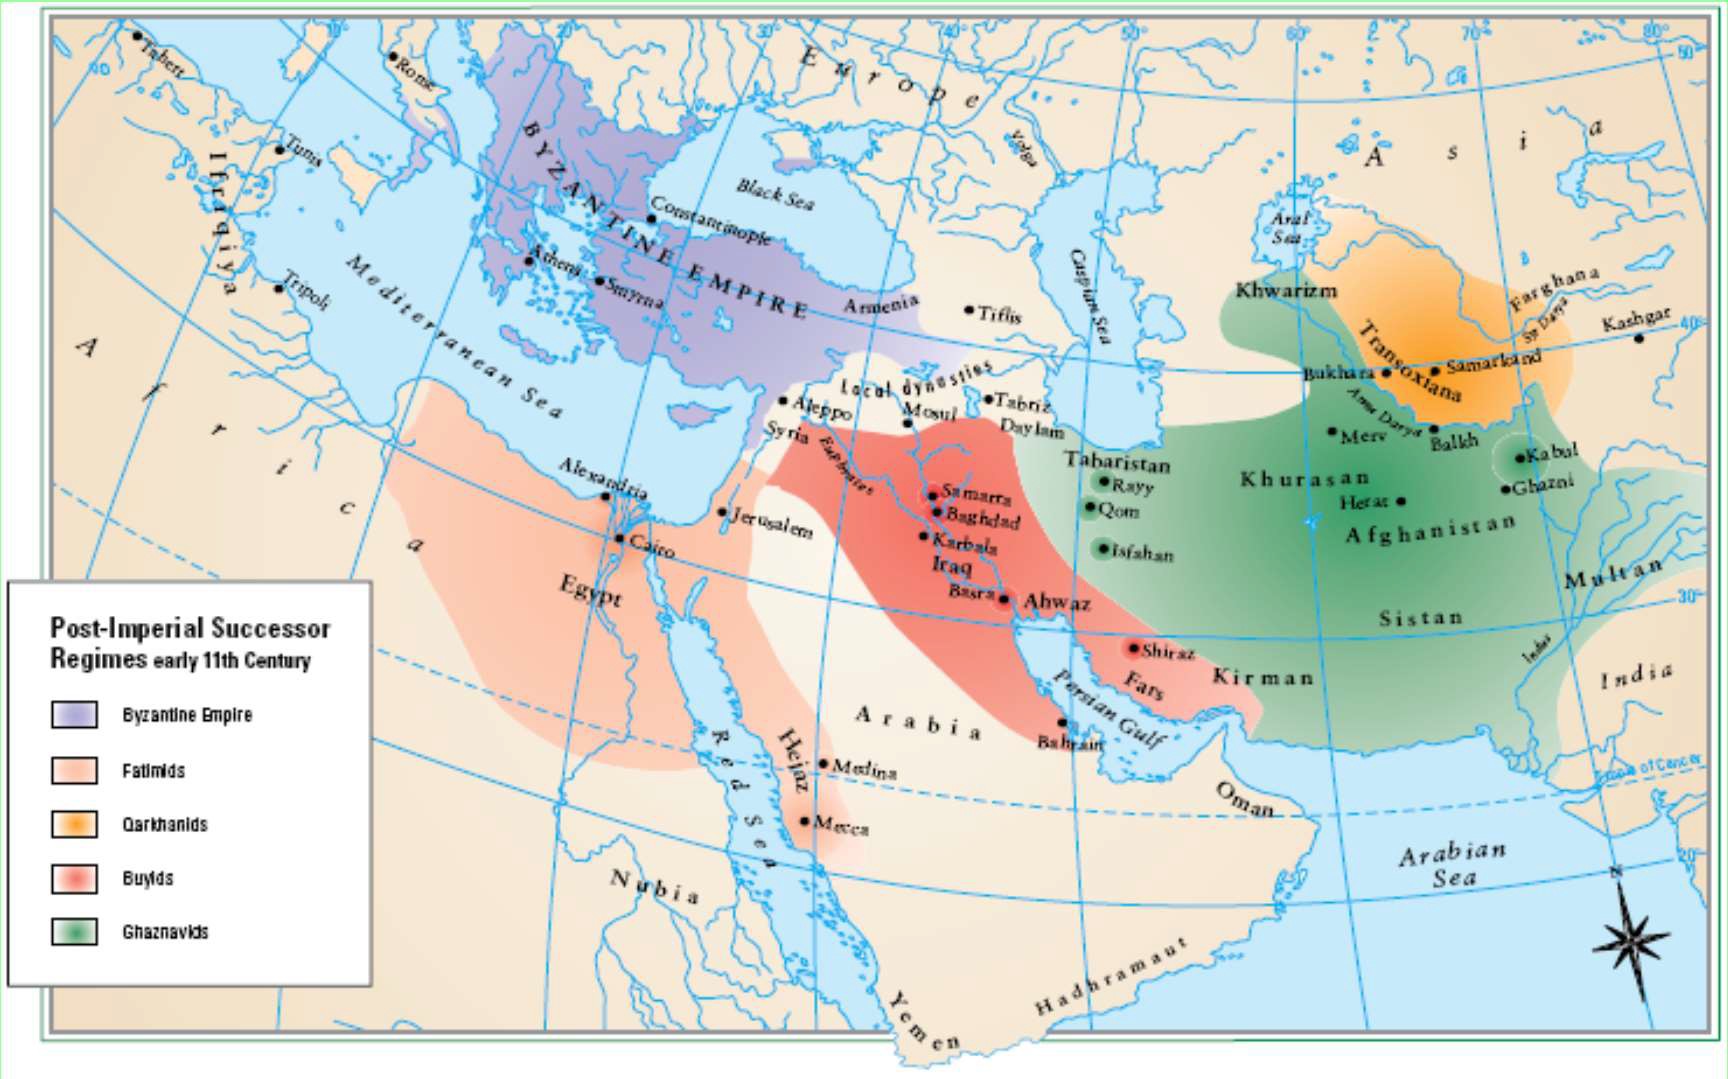 10°
20°
30°
40°
50°
60°
70°
80°
50
Tahert
40
Rome
Europe
Asia
Volga
Tunis
Ifriqiya
BYZANTINE EMPIRE
Black Sea
Constantinople
Aral
Sea
Caspian Sea
Mediterranean Sea
Athens
Smyrna
Tripoli
Armenia
Tiflis
Khwarizm
Farghana
Syr Darya
Kashgar
40°
Transoxiana
Samarkand
Bukhara
Amu Darya
Africa
Local dynasties
Aleppo
Mosul
Tabriz
Daylam
Syria
Euphrates
Merv
Balkh
Kabul
Tabaristan
Rayy
Khurasan
Ghazni
Alexandria
Samarra
Baghdad
Qom
Herat
Afghanistan
Jerusalem
Cairo
Karbala
Isfahan
Iraq
Egypt
Basra
Ahwaz
Multan
30°
Sistan
Shiraz
Fars
Kirman
Indus
India
Persian Gulf
Arabia
Bahrain
Red Sea
Hejaz
Medina
Tropic of Cancer
Oman
Mecca
Arabian
Sea
20°
Nubia
N
Hadhramaut
Yemen
Post-Imperial Successor
Regimes early 11th Century
Byzantine Empire
Fatimids
Qarkhanids
Buyids
Ghaznavids